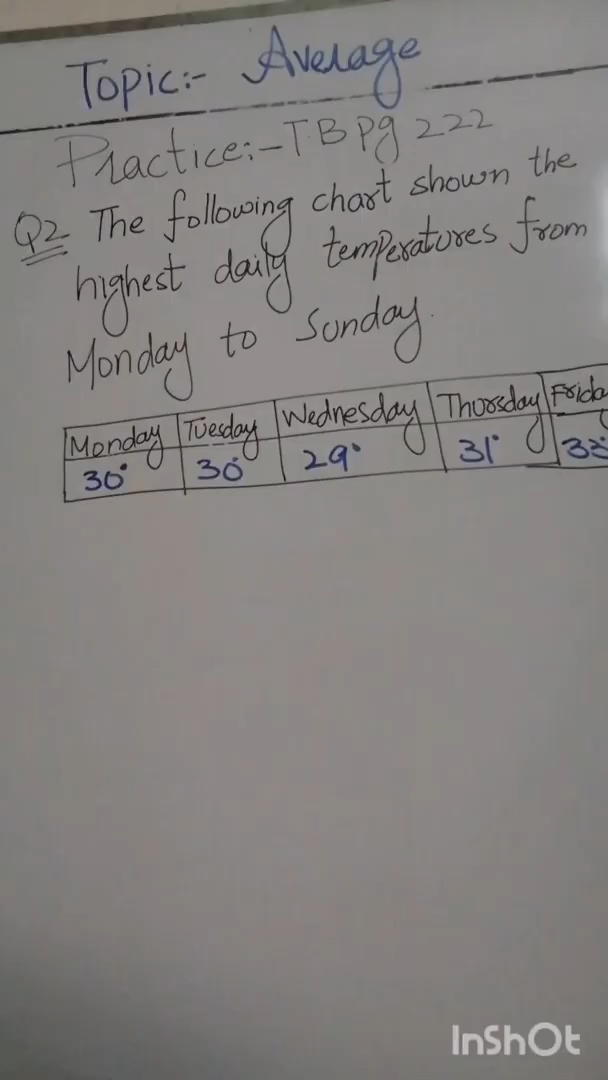 Topic:- Average
Practice:- TB Pg 222
Q2 The following chart shown the
highest daily temperatures from
Monday to Sunday.
Monday Tuesday Wednesday Thursday Friday
30° 30° 29° 31°
InShOt